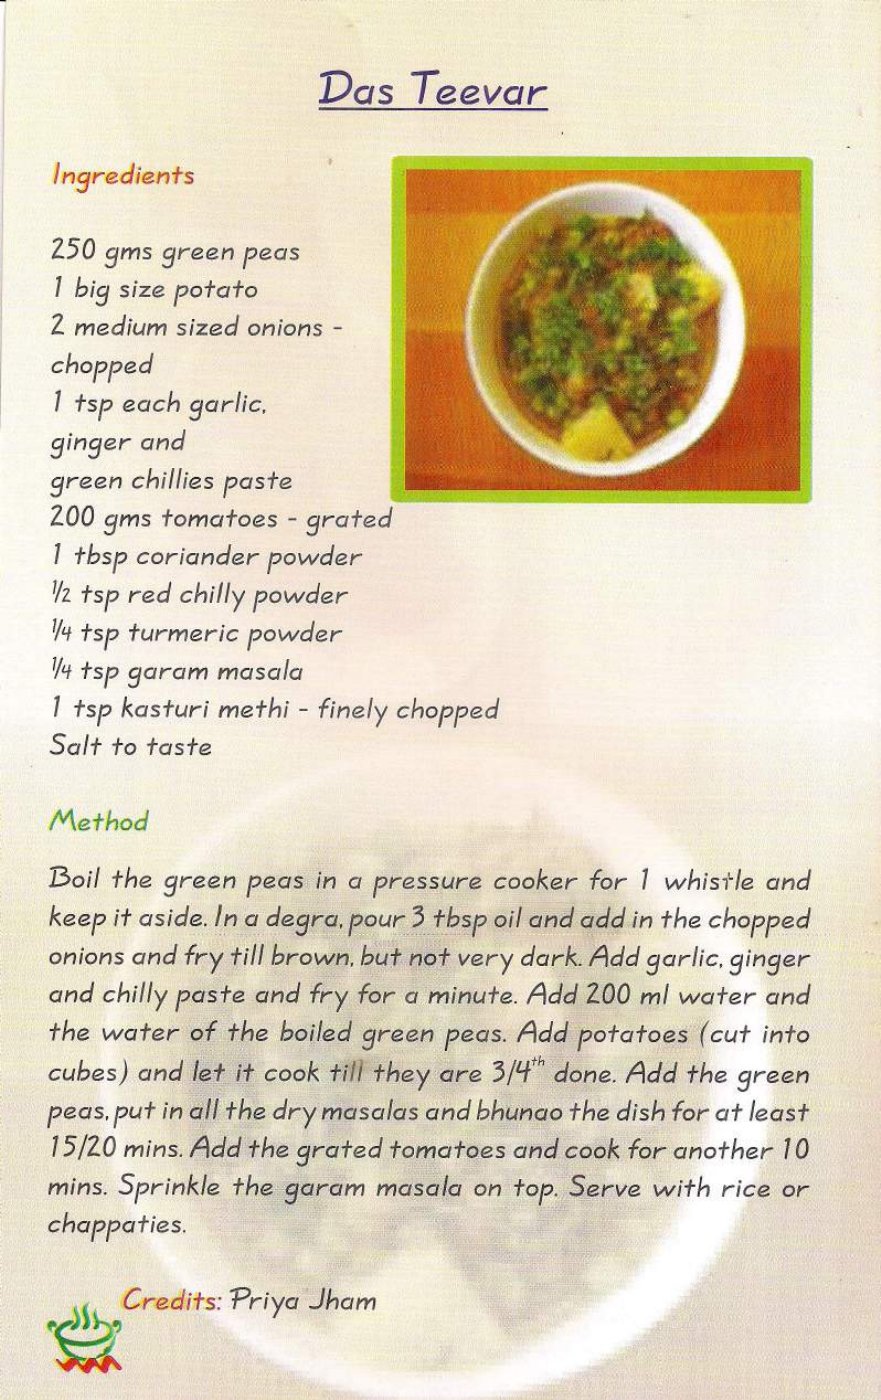 Das Teevar
Ingredients
250 gms green peas
1 big size potato
2 medium sized onions -
chopped
1 tsp each garlic,
ginger and
green chillies paste
200 gms tomatoes - grated
1 tbsp coriander powder
½ tsp red chilly powder
¼ tsp turmeric powder
¼ tsp garam masala
1 tsp kasturi methi - finely chopped
Salt to taste
Method
Boil the green peas in a pressure cooker for 1 whistle and
keep it aside. In a degra, pour 3 tbsp oil and add in the chopped
onions and fry till brown, but not very dark. Add garlic, ginger
and chilly paste and fry for a minute. Add 200 ml water and
the water of the boiled green peas. Add potatoes (cut into
cubes) and let it cook till they are 3/4th done. Add the green
peas, put in all the dry masalas and bhunao the dish for at least
15/20 mins. Add the grated tomatoes and cook for another 10
mins. Sprinkle the garam masala on top. Serve with rice or
chappaties.
Credits: Priya Jham